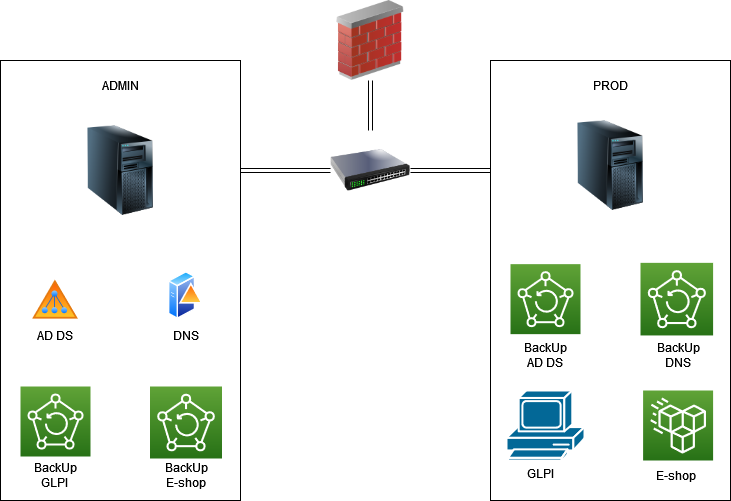 ADMIN
PROD
AD DS
DNS
BackUp
AD DS
BackUp
DNS
BackUp
GLPI
BackUp
E-shop
GLPI
E-shop